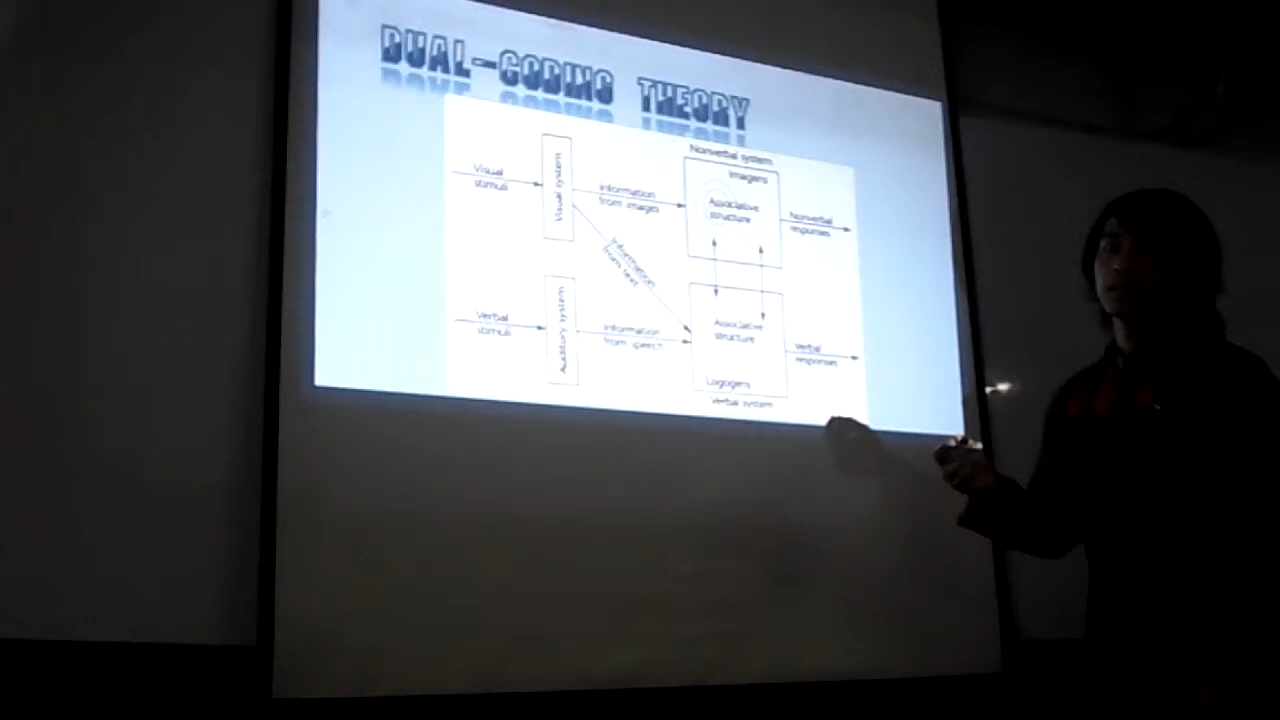 DUAL-CODING THEORY
Nonverbal system
Imagens
Visual
stimuli
Visual system
Information
from images
Associative
structure
Nonverbal
responses
Information
from text
Verbal
stimuli
Auditory system
Information
from speech
Associative
structure
Verbal
responses
Logogens
Verbal system